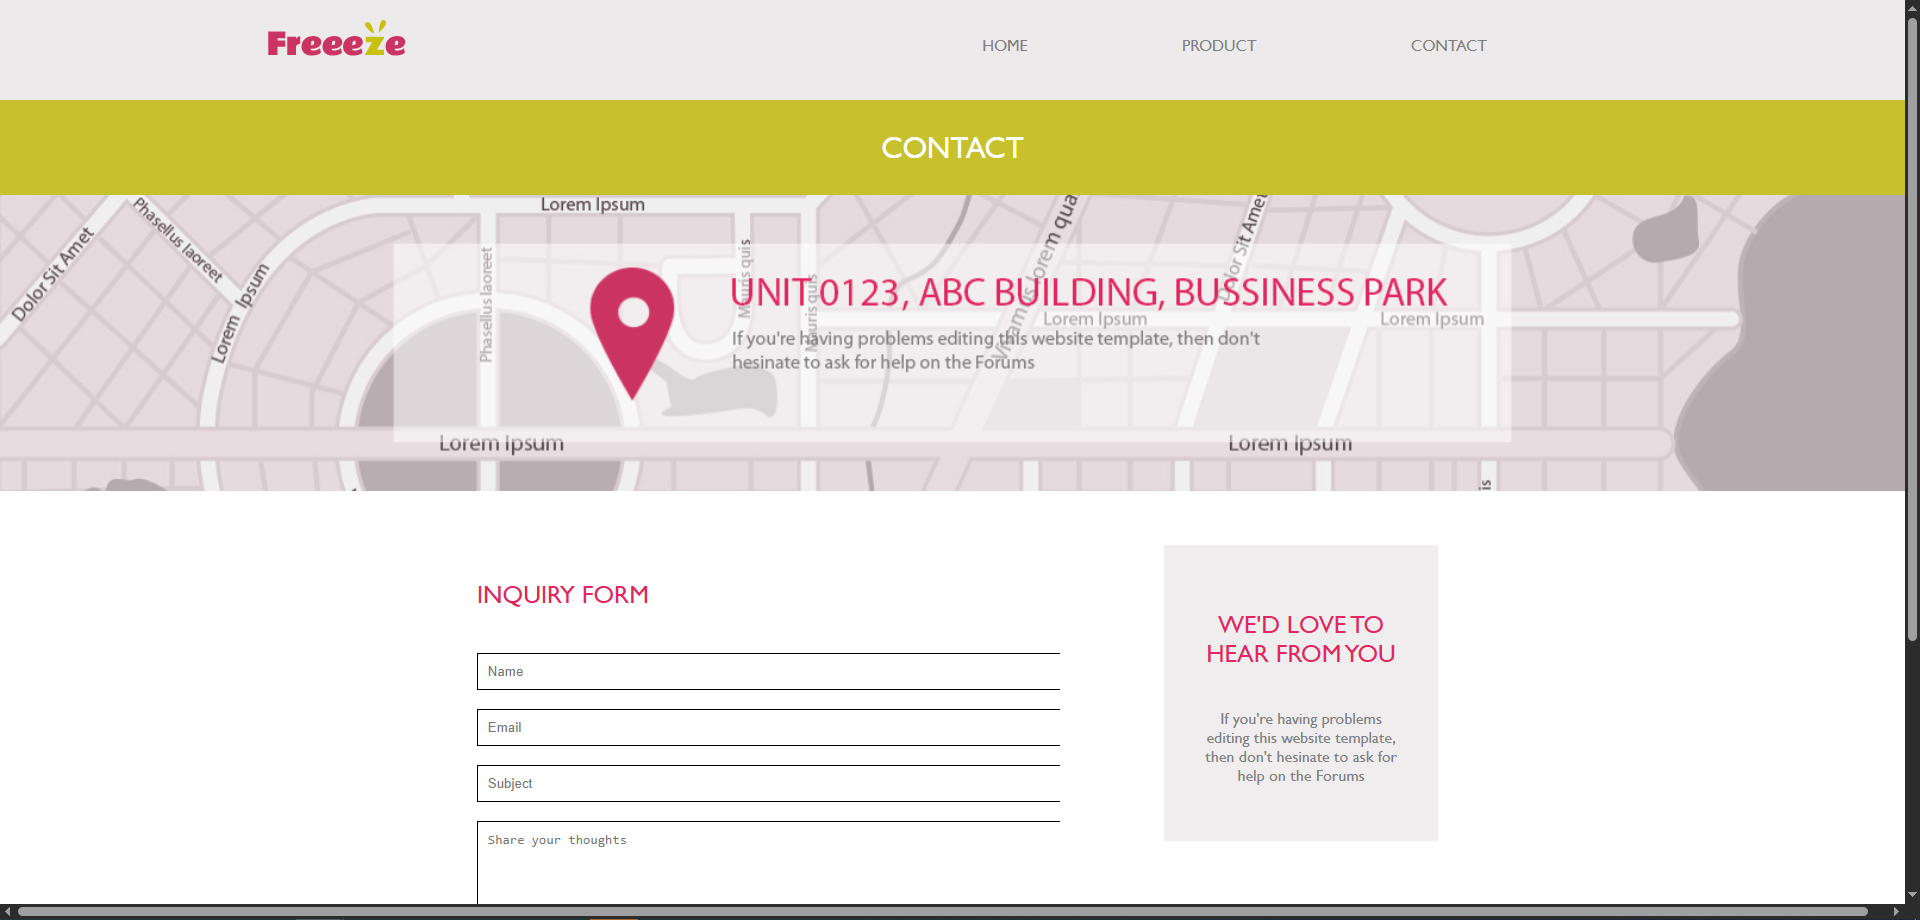 Freeeze
HOME
PRODUCT
CONTACT
CONTACT
Lorem Ipsum
Phasellus laoreet
Dolor Sit Amet
Lorem Ipsum
Phasellus laoreet
Mauris quis
Mauris quis
Vivamus lorem qua
Dolor Sit Amet
UNIT 0123, ABC BUILDING, BUSSINESS PARK
Lorem Ipsum
Lorem Ipsum
If you're having problems editing this website template, then don't
hesinate to ask for help on the Forums
Lorem Ipsum
Lorem Ipsum
is
INQUIRY FORM
Name
Email
Subject
Share your thoughts
WE'D LOVE TO
HEAR FROM YOU
If you're having problems
editing this website template,
then don't hesinate to ask for
help on the Forums